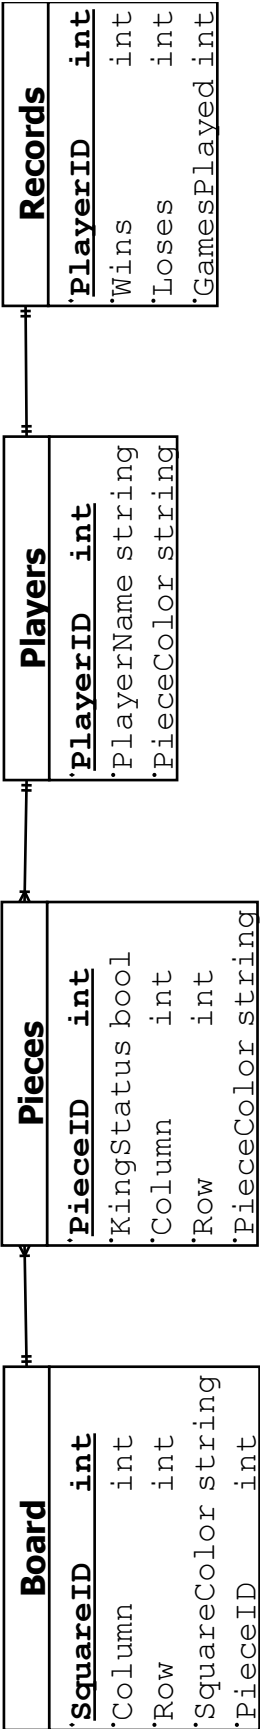 Board
SquareID int
Column int
Row int
SquareColor string
PieceID int
Pieces
PieceID int
KingStatus bool
Column int
Row int
PieceColor string
Players
PlayerID int
PlayerName string
PieceColor string
Records
PlayerID int
Wins int
Loses int
GamesPlayed int